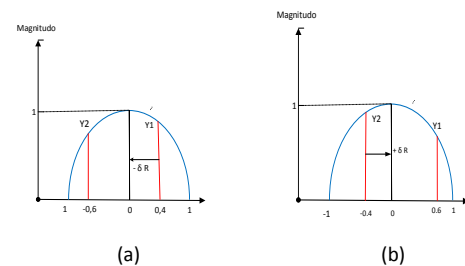 Magnitudo
1
Y2
Y1
- δ R
1
-0,6
0
0,4
1
(a)
Magnitudo
1
Y2
Y1
+ δ R
-1
-0.4
0
0.6
1
(b)